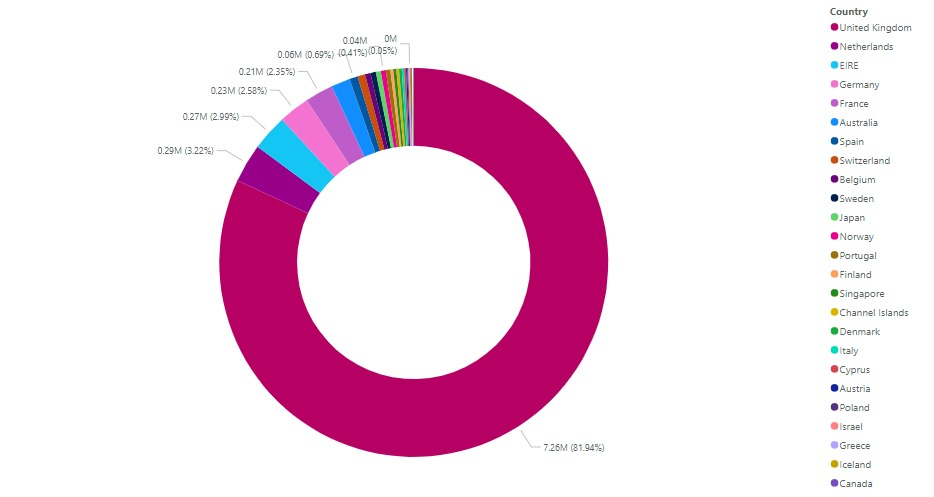 0.04M
(0.41%)
0M
(0.05%)
0.06M (0.69%)
0.21M (2.35%)
0.23M (2.58%)
0.27M (2.99%)
0.29M (3.22%)
7.26M (81.94%)
Country
United Kingdom
Netherlands
EIRE
Germany
France
Australia
Spain
Switzerland
Belgium
Sweden
Japan
Norway
Portugal
Finland
Singapore
Channel Islands
Denmark
Italy
Cyprus
Austria
Poland
Israel
Greece
Iceland
Canada